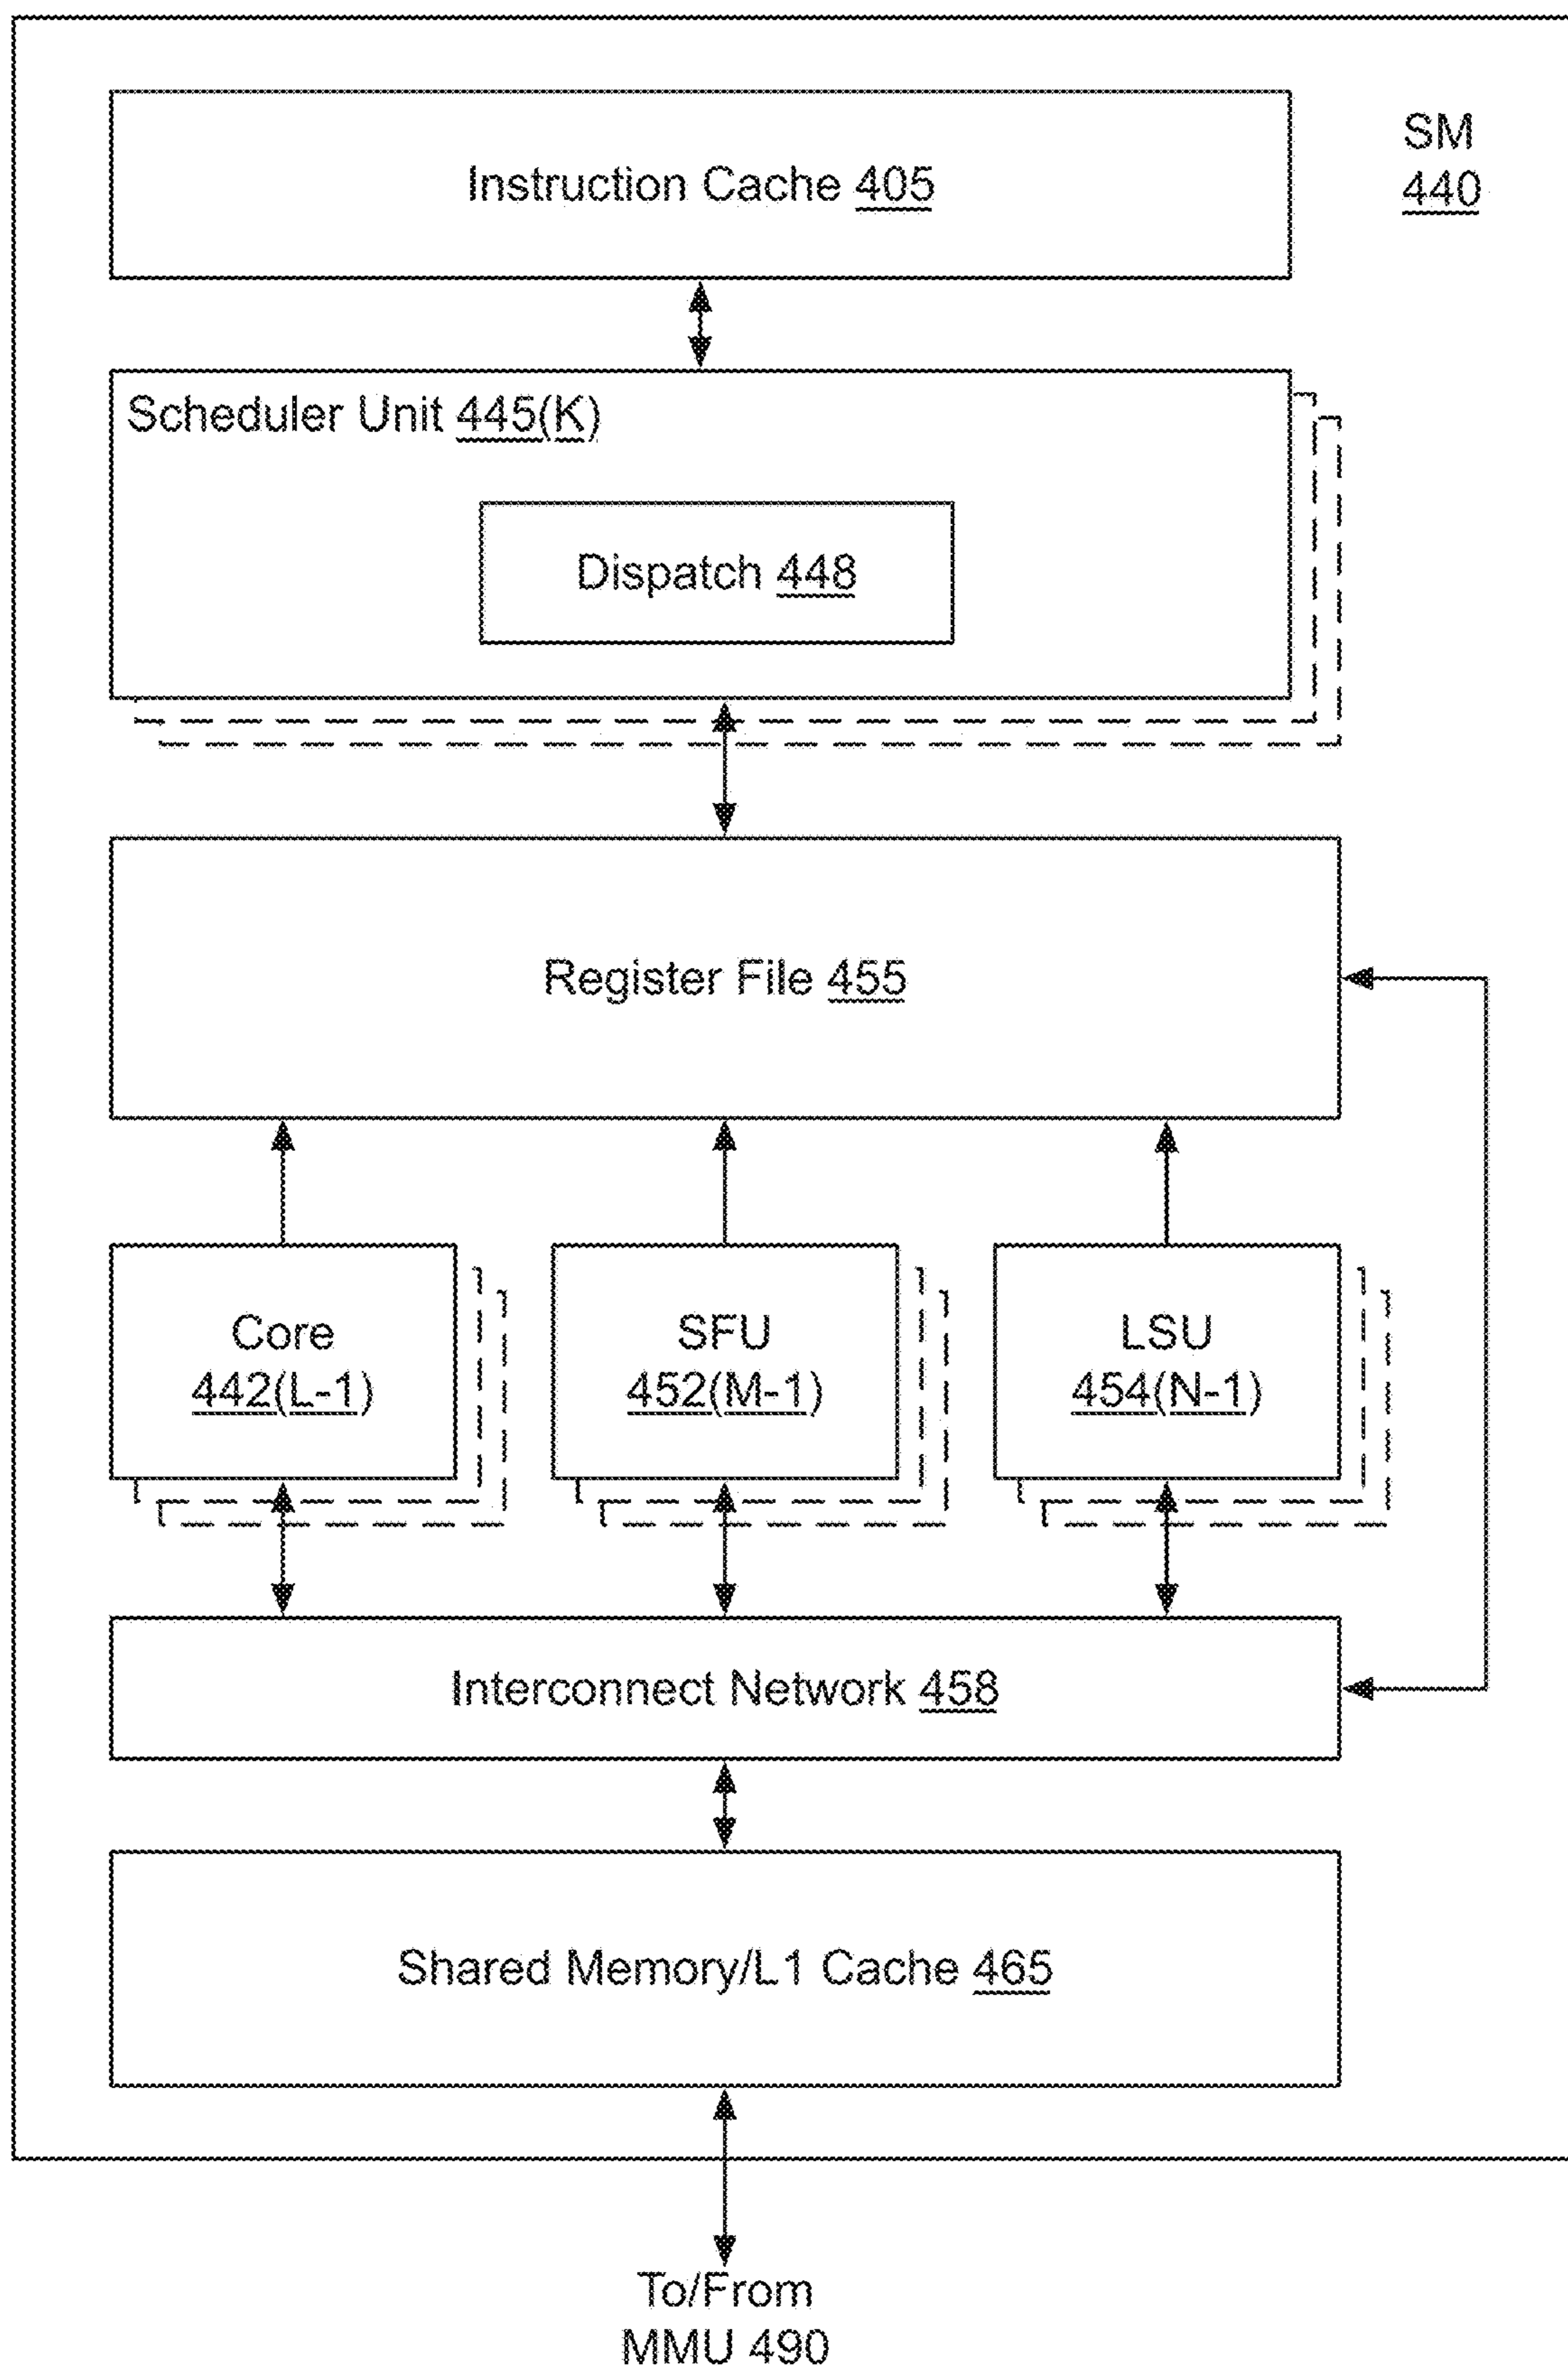 Instruction Cache 405
SM
440
Scheduler Unit 445(K)
Dispatch 448
Register File 455
Core
442(L-1)
SFU
452(M-1)
LSU
454(N-1)
Interconnect Network 458
Shared Memory/L1 Cache 465
To/From
MMU 490